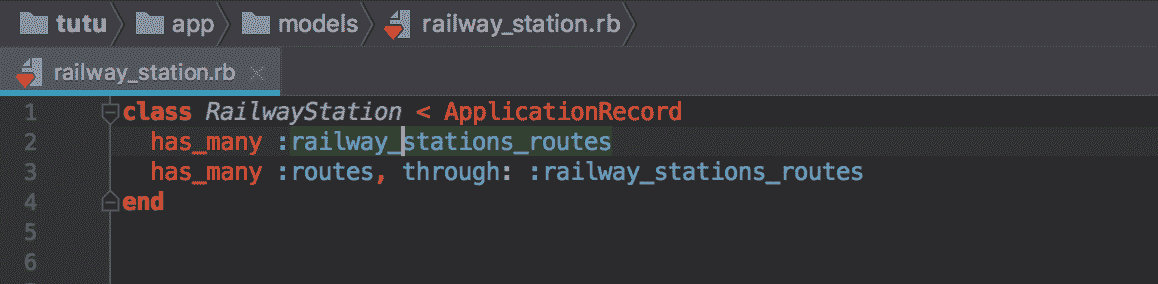 tutu app models railway_station.rb
railway_station.rb
1 class RailwayStation < ApplicationRecord
2 has_many :railway_stations_routes
3 has_many :routes, through: :railway_stations_routes
4 end
5
6